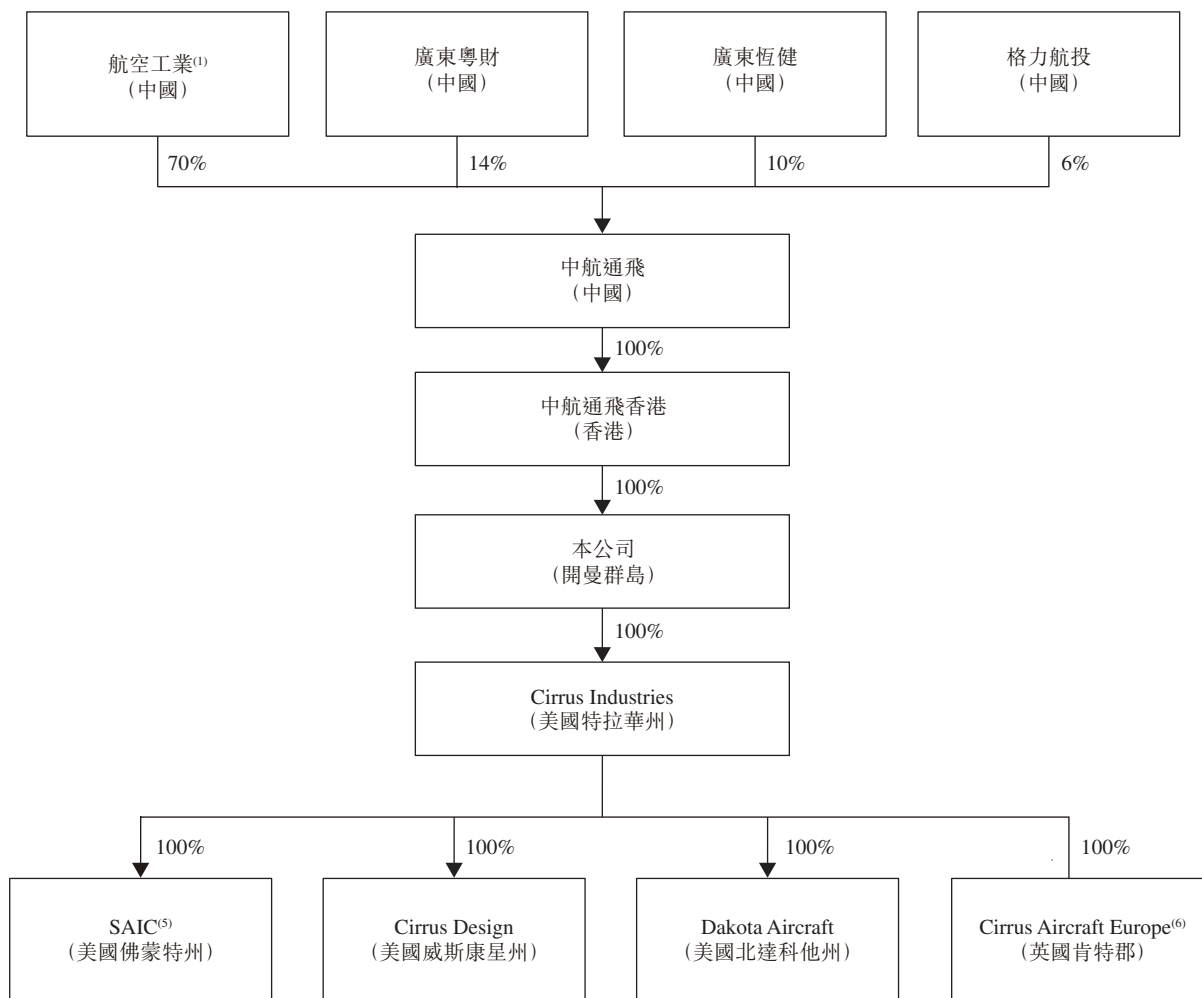 航空工業(1)
(中國)
廣東粵財
(中國)
廣東恆健
(中國)
格力航投
(中國)
70%
14%
10%
6%
中航通飛
(中國)
100%
中航通飛香港
(香港)
100%
本公司
(開曼群島)
100%
Cirrus Industries
(美國特拉華州)
100%
100%
100%
100%
SAIC(5)
(美國佛蒙特州)
Cirrus Design
(美國威斯康星州)
Dakota Aircraft
(美國北達科他州)
Cirrus Aircraft Europe(6)
(英國肯特郡)